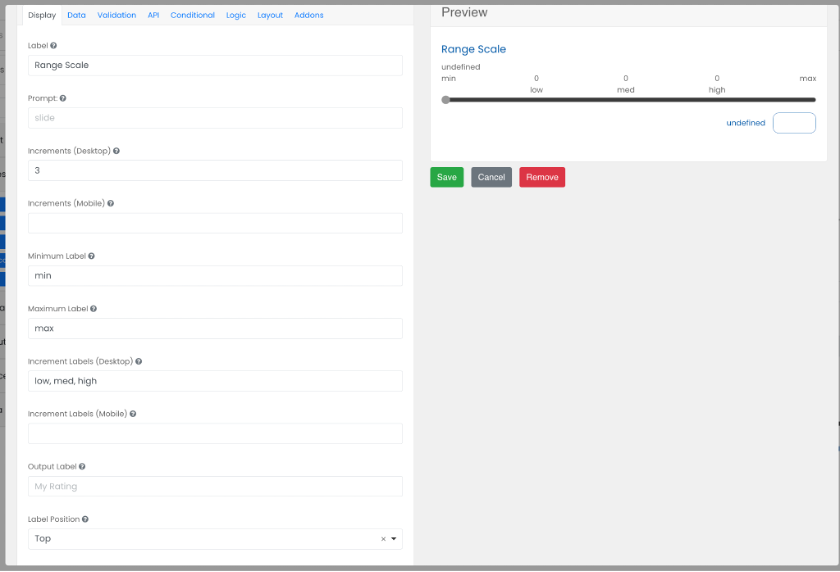 Display Data Validation API Conditional Logic Layout Addons
Label
Range Scale
Prompt:
slide
Increments (Desktop)
3
Increments (Mobile)
Minimum Label
min
Maximum Label
max
Increment Labels (Desktop)
low, med, high
Increment Labels (Mobile)
Output Label
My Rating
Label Position
Top
Preview
Range Scale
undefined
min 0 0 0 max
low med high
undefined
Save Cancel Remove